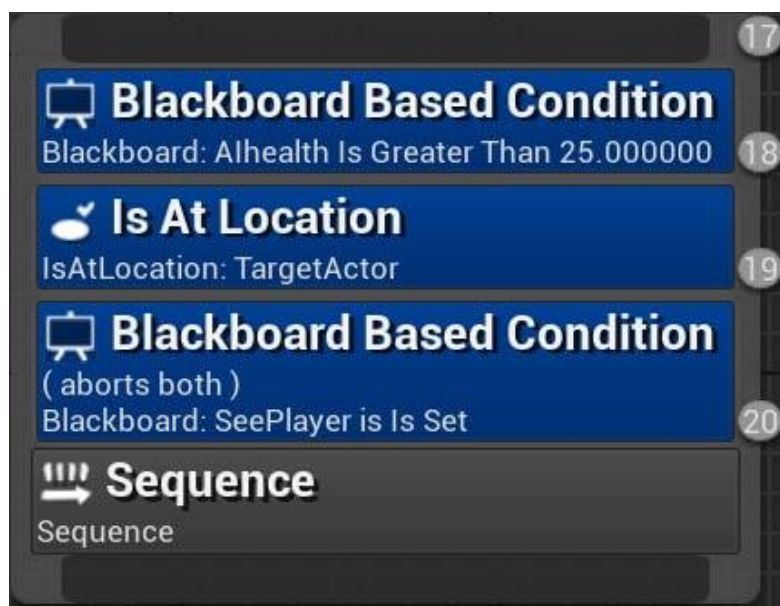 17
Blackboard Based Condition
Blackboard: AIhealth Is Greater Than 25.000000
18
Is At Location
IsAtLocation: TargetActor
19
Blackboard Based Condition
( aborts both )
Blackboard: SeePlayer is Is Set
20
Sequence
Sequence